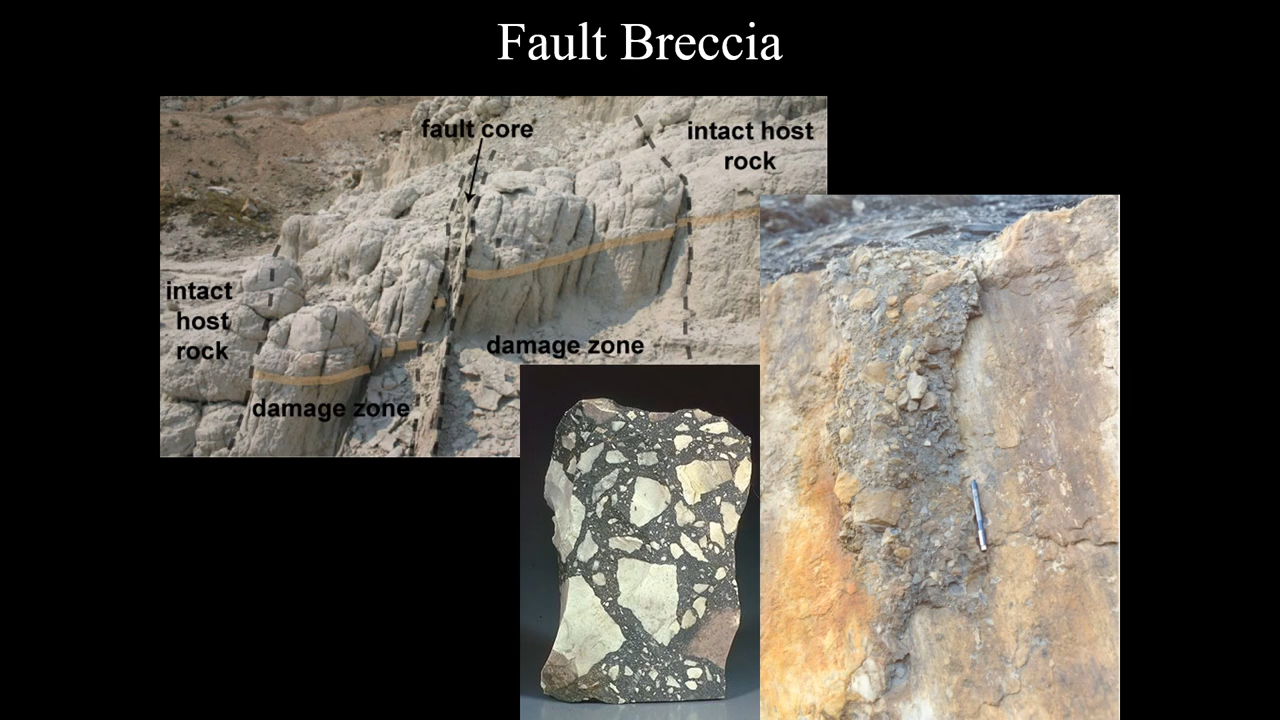 Fault Breccia
fault core
intact host
rock
intact
host
rock
damage zone
damage zone